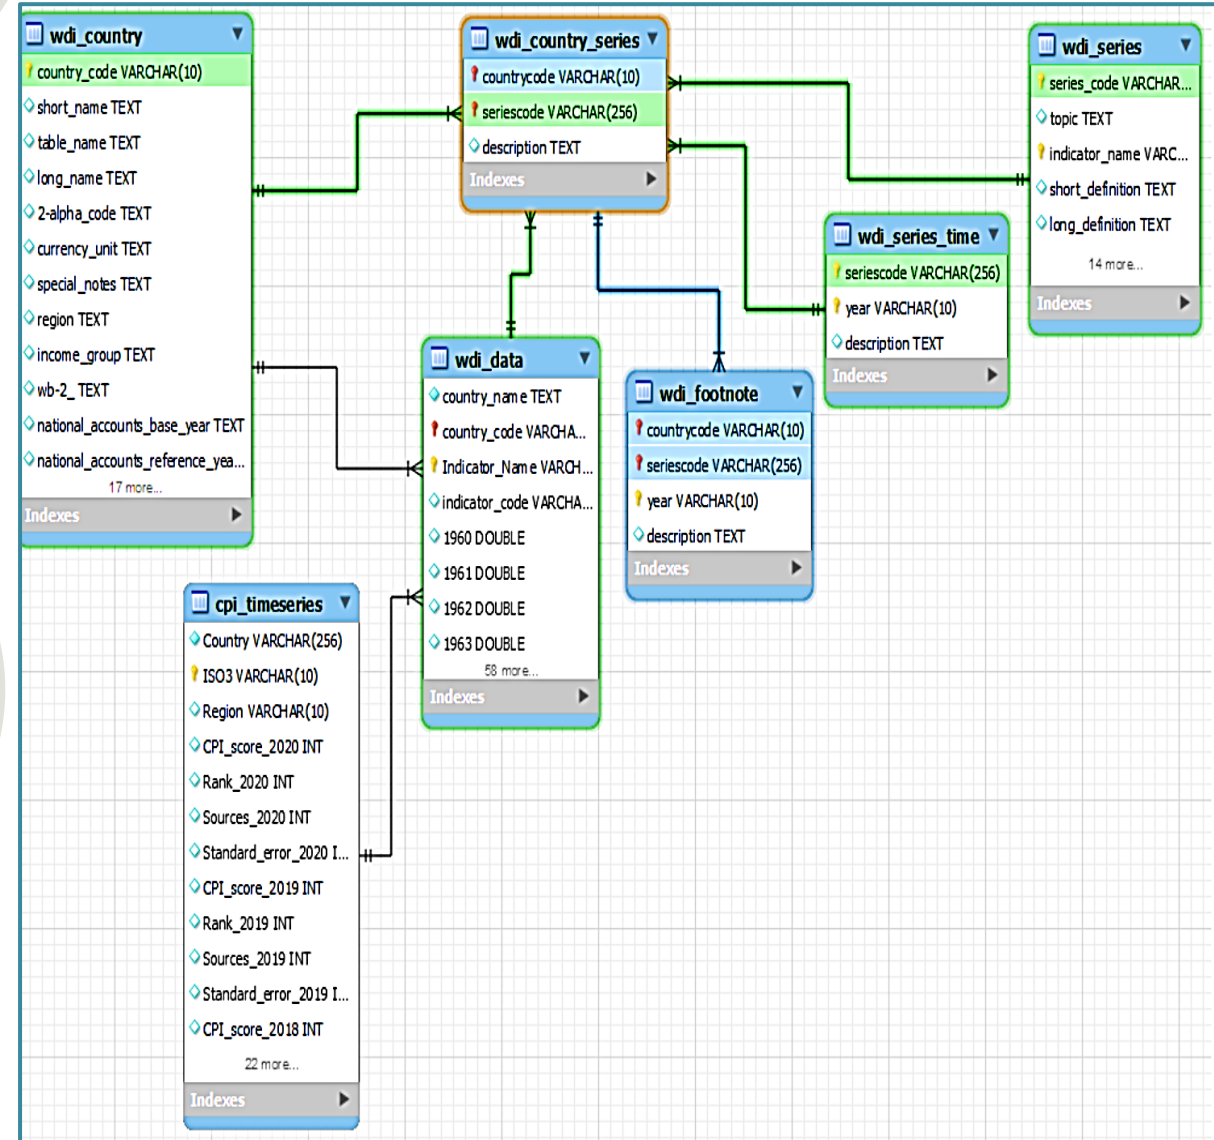 wdi_country
country_code VARCHAR(10)
short_name TEXT
table_name TEXT
long_name TEXT
2-alpha_code TEXT
currency_unit TEXT
special_notes TEXT
region TEXT
income_group TEXT
wb-2_ TEXT
national_accounts_base_year TEXT
national_accounts_reference_yea...
17 more...
Indexes
wdi_country_series
countrycode VARCHAR(10)
seriescode VARCHAR(256)
description TEXT
Indexes
wdi_series
series_code VARCHAR...
topic TEXT
indicator_name VARC...
short_definition TEXT
long_definition TEXT
14 more...
Indexes
wdi_series_time
seriescode VARCHAR(256)
year VARCHAR(10)
description TEXT
Indexes
wdi_data
country_name TEXT
country_code VARCHA...
Indicator_Name VARCH...
indicator_code VARCHA...
1960 DOUBLE
1961 DOUBLE
1962 DOUBLE
1963 DOUBLE
58 more...
Indexes
wdi_footnote
countrycode VARCHAR(10)
seriescode VARCHAR(256)
year VARCHAR(10)
description TEXT
Indexes
cpi_timeseries
Country VARCHAR(256)
ISO3 VARCHAR(10)
Region VARCHAR(10)
CPI_score_2020 INT
Rank_2020 INT
Sources_2020 INT
Standard_error_2020 I...
CPI_score_2019 INT
Rank_2019 INT
Sources_2019 INT
Standard_error_2019 I...
CPI_score_2018 INT
22 more...
Indexes